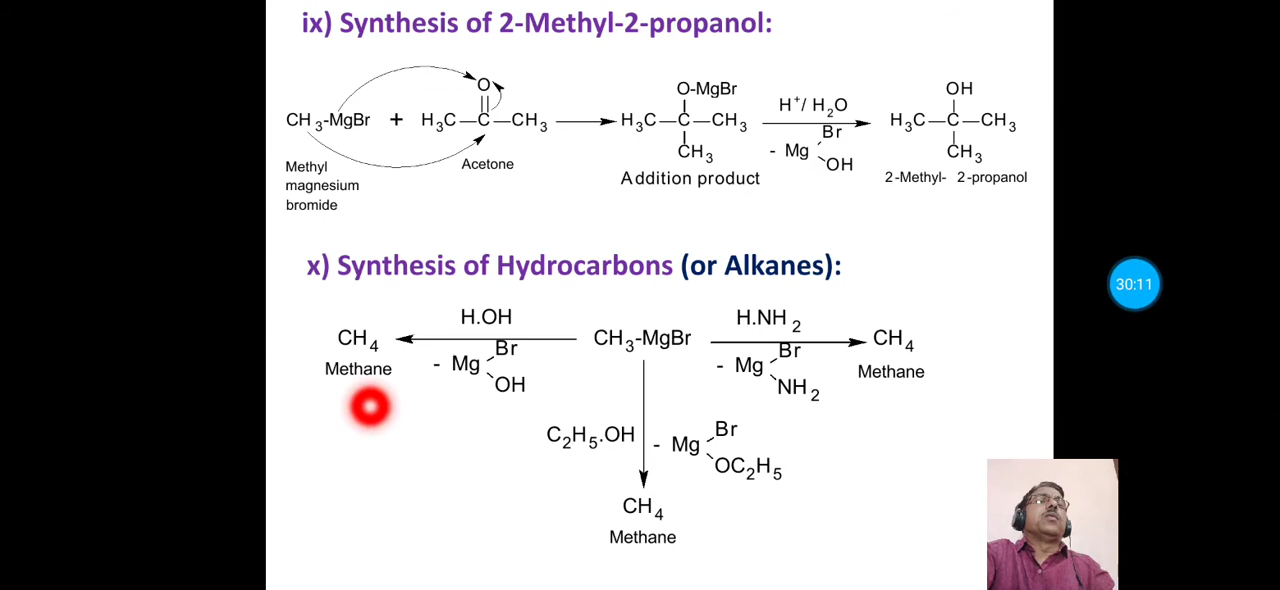 ix) Synthesis of 2-Methyl-2-propanol:
O
CH3-MgBr + H3C—C—CH3
Methyl
magnesium
bromide
Acetone
O-MgBr
H3C—C—CH3
CH3
Addition product
H+/ H2O
- Mg
Br
OH
OH
H3C—C—CH3
CH3
2-Methyl- 2-propanol
x) Synthesis of Hydrocarbons (or Alkanes):
30:11
CH4
Methane
H.OH
- Mg
Br
OH
CH3-MgBr
H.NH2
- Mg
Br
NH2
CH4
Methane
C2H5.OH
- Mg
Br
OC2H5
CH4
Methane